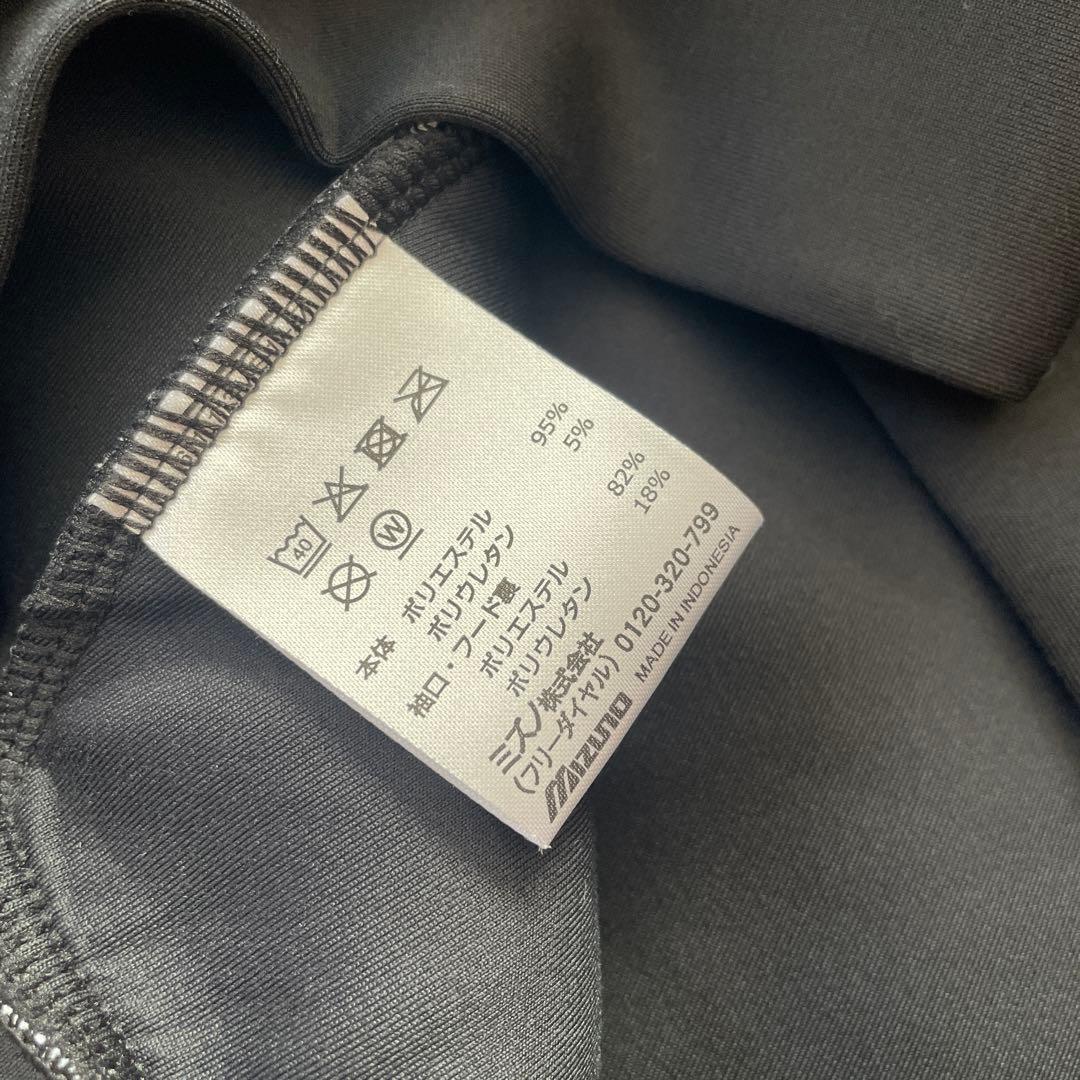 40
W
本体 ポリエステル 95%
ポリウレタン 5%
袖口・フード裏
ポリエステル 82%
ポリウレタン 18%
ミズノ株式会社
(フリーダイヤル) 0120-320-799
Mizuno MADE IN INDONESIA